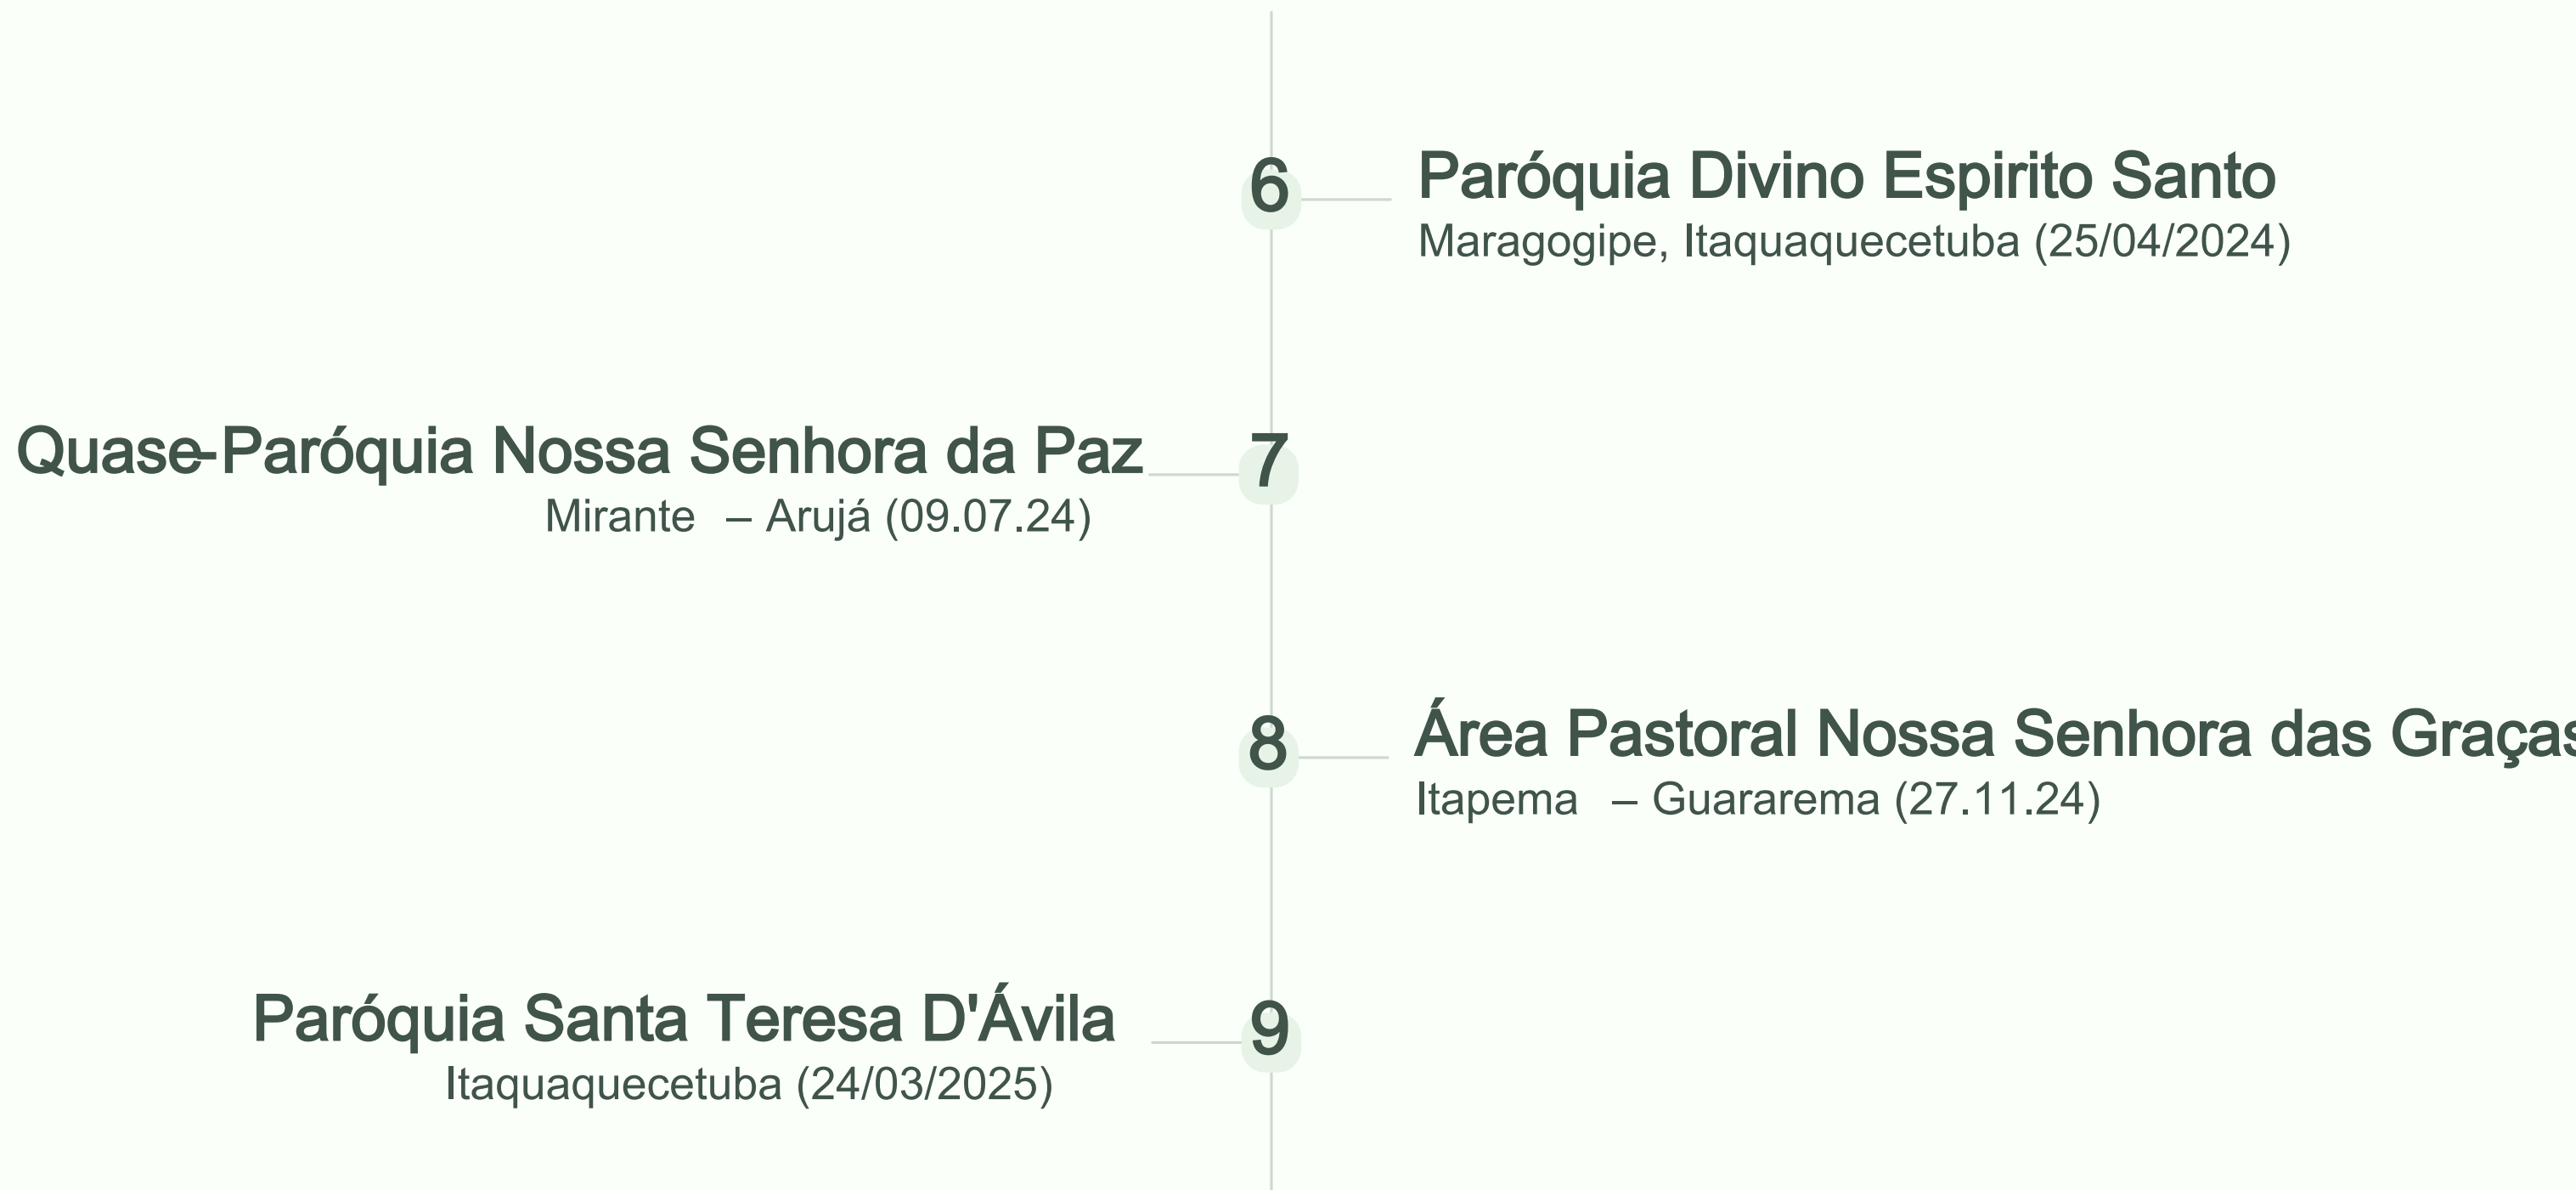 6
Paróquia Divino Espirito Santo
Maragogipe, Itaquaquecetuba (25/04/2024)
Quase-Paróquia Nossa Senhora da Paz
7
Mirante – Arujá (09.07.24)
8
Área Pastoral Nossa Senhora das Graças
Itapema – Guararema (27.11.24)
Paróquia Santa Teresa D'Ávila
9
Itaquaquecetuba (24/03/2025)